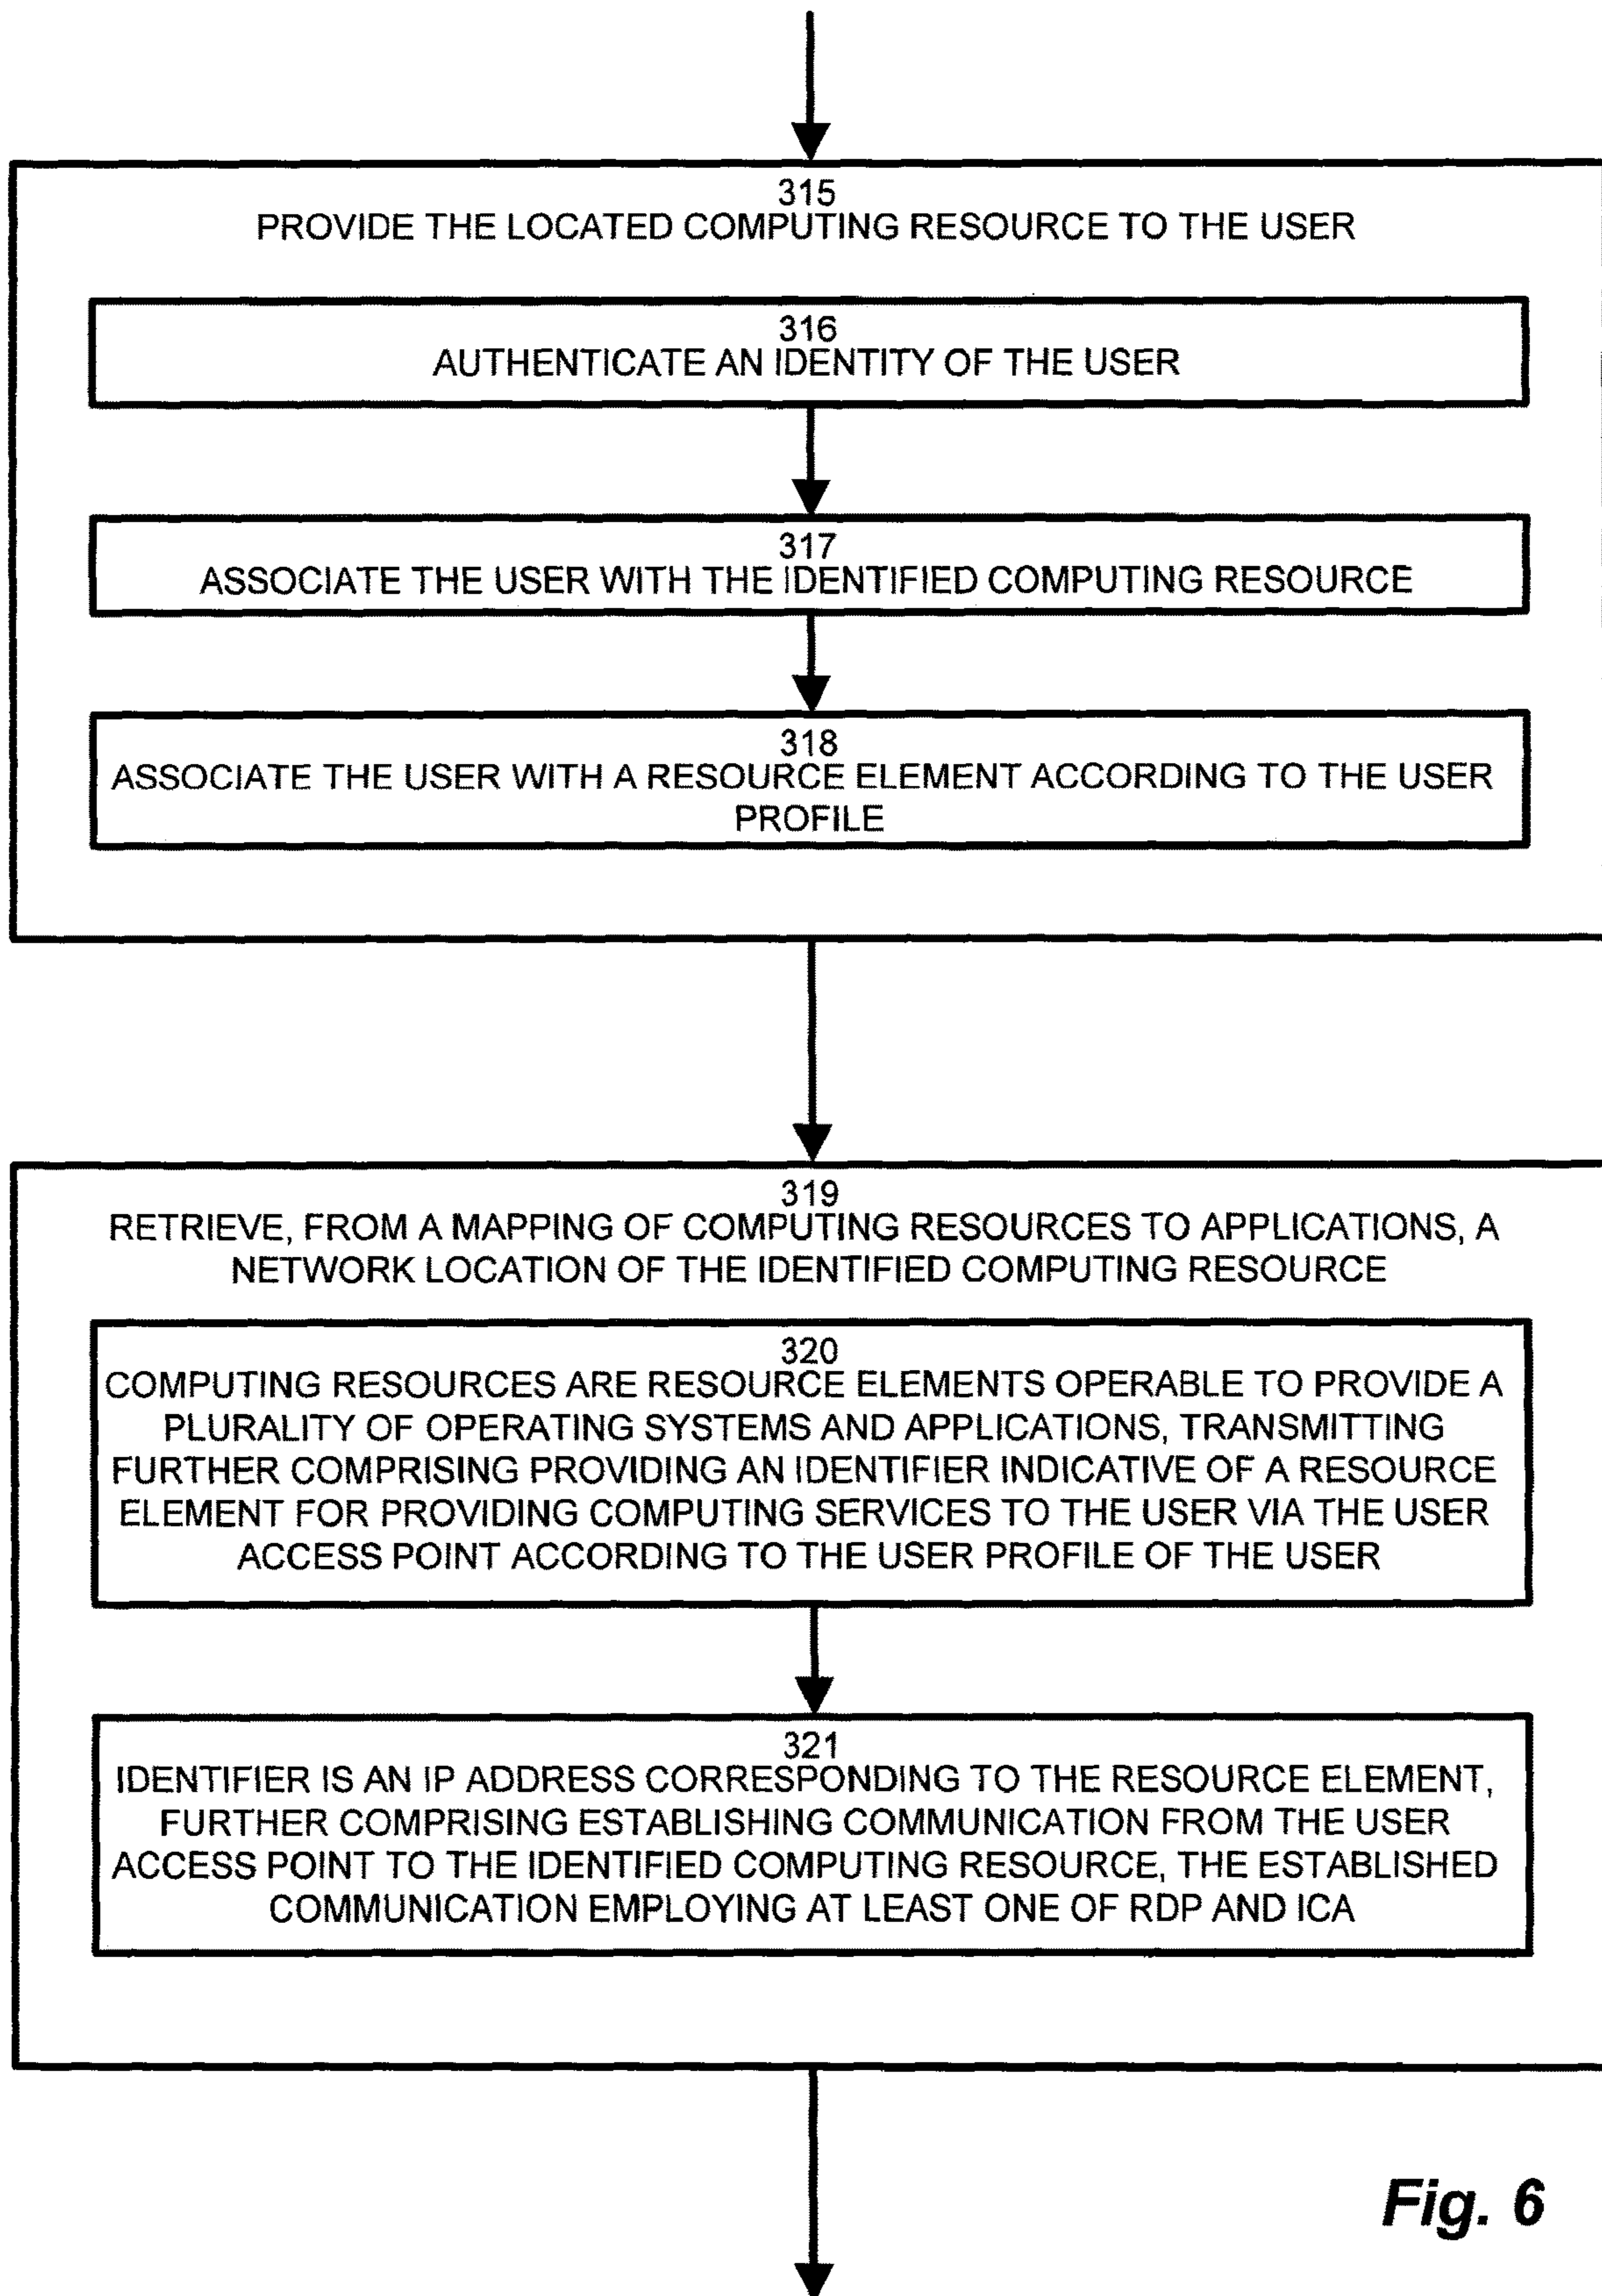 315
PROVIDE THE LOCATED COMPUTING RESOURCE TO THE USER
316
AUTHENTICATE AN IDENTITY OF THE USER
317
ASSOCIATE THE USER WITH THE IDENTIFIED COMPUTING RESOURCE
318
ASSOCIATE THE USER WITH A RESOURCE ELEMENT ACCORDING TO THE USER
PROFILE
319
RETRIEVE, FROM A MAPPING OF COMPUTING RESOURCES TO APPLICATIONS, A
NETWORK LOCATION OF THE IDENTIFIED COMPUTING RESOURCE
320
COMPUTING RESOURCES ARE RESOURCE ELEMENTS OPERABLE TO PROVIDE A
PLURALITY OF OPERATING SYSTEMS AND APPLICATIONS, TRANSMITTING
FURTHER COMPRISING PROVIDING AN IDENTIFIER INDICATIVE OF A RESOURCE
ELEMENT FOR PROVIDING COMPUTING SERVICES TO THE USER VIA THE USER
ACCESS POINT ACCORDING TO THE USER PROFILE OF THE USER
321
IDENTIFIER IS AN IP ADDRESS CORRESPONDING TO THE RESOURCE ELEMENT,
FURTHER COMPRISING ESTABLISHING COMMUNICATION FROM THE USER
ACCESS POINT TO THE IDENTIFIED COMPUTING RESOURCE, THE ESTABLISHED
COMMUNICATION EMPLOYING AT LEAST ONE OF RDP AND ICA
Fig. 6